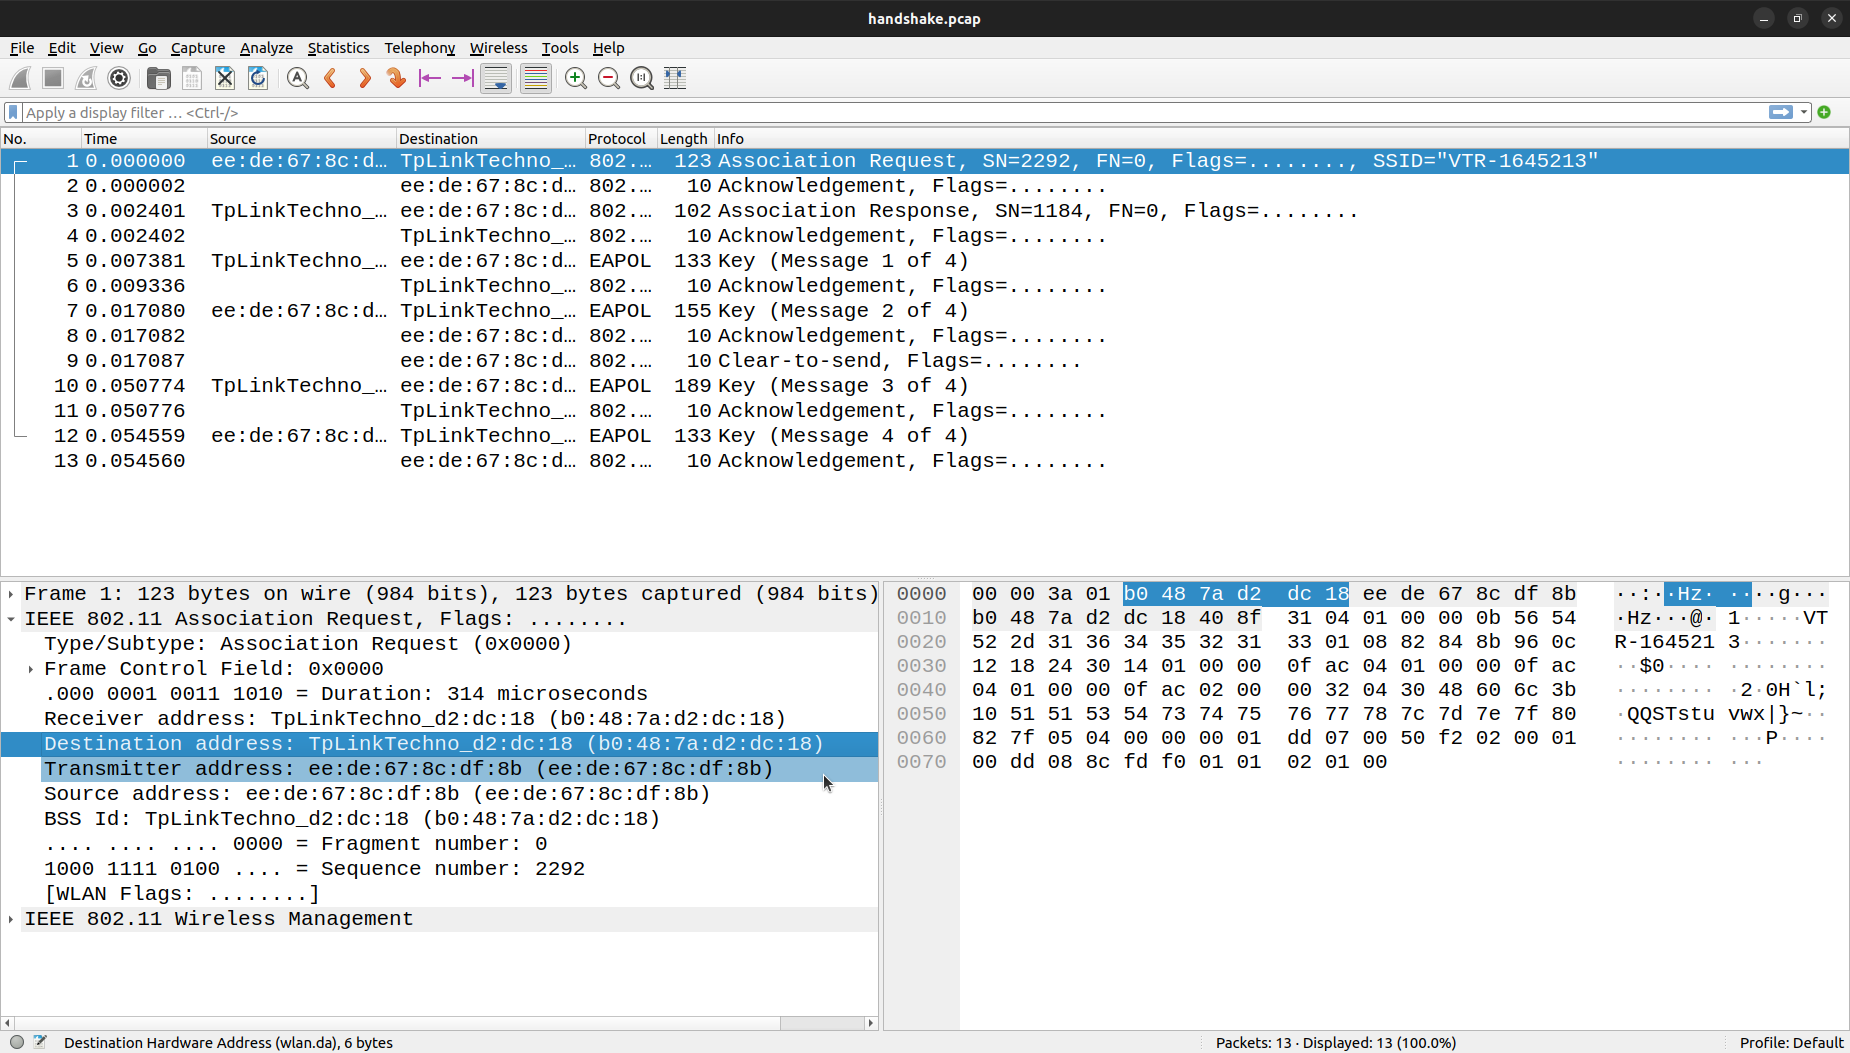 handshake.pcap
File Edit View Go Capture Analyze Statistics Telephony Wireless Tools Help
Apply a display filter … <Ctrl-/>
No. Time Source Destination Protocol Length Info
1 0.000000 ee:de:67:8c:d… TpLinkTechno_… 802.… 123 Association Request, SN=2292, FN=0, Flags=........, SSID="VTR-1645213"
2 0.000002 ee:de:67:8c:d… 802.… 10 Acknowledgement, Flags=........
3 0.002401 TpLinkTechno_… ee:de:67:8c:d… 802.… 102 Association Response, SN=1184, FN=0, Flags=........
4 0.002402 TpLinkTechno_… 802.… 10 Acknowledgement, Flags=........
5 0.007381 TpLinkTechno_… ee:de:67:8c:d… EAPOL 133 Key (Message 1 of 4)
6 0.009336 TpLinkTechno_… 802.… 10 Acknowledgement, Flags=........
7 0.017080 ee:de:67:8c:d… TpLinkTechno_… EAPOL 155 Key (Message 2 of 4)
8 0.017082 ee:de:67:8c:d… 802.… 10 Acknowledgement, Flags=........
9 0.017087 ee:de:67:8c:d… 802.… 10 Clear-to-send, Flags=........
10 0.050774 TpLinkTechno_… ee:de:67:8c:d… EAPOL 189 Key (Message 3 of 4)
11 0.050776 TpLinkTechno_… 802.… 10 Acknowledgement, Flags=........
12 0.054559 ee:de:67:8c:d… TpLinkTechno_… EAPOL 133 Key (Message 4 of 4)
13 0.054560 ee:de:67:8c:d… 802.… 10 Acknowledgement, Flags=........
Frame 1: 123 bytes on wire (984 bits), 123 bytes captured (984 bits)
IEEE 802.11 Association Request, Flags: ........
Type/Subtype: Association Request (0x0000)
Frame Control Field: 0x0000
.000 0001 0011 1010 = Duration: 314 microseconds
Receiver address: TpLinkTechno_d2:dc:18 (b0:48:7a:d2:dc:18)
Destination address: TpLinkTechno_d2:dc:18 (b0:48:7a:d2:dc:18)
Transmitter address: ee:de:67:8c:df:8b (ee:de:67:8c:df:8b)
Source address: ee:de:67:8c:df:8b (ee:de:67:8c:df:8b)
BSS Id: TpLinkTechno_d2:dc:18 (b0:48:7a:d2:dc:18)
.... .... .... 0000 = Fragment number: 0
1000 1111 0100 .... = Sequence number: 2292
[WLAN Flags: ........]
IEEE 802.11 Wireless Management
0000 00 00 3a 01 b0 48 7a d2 dc 18 ee de 67 8c df 8b ··:··Hz· ····g···
0010 b0 48 7a d2 dc 18 40 8f 31 04 01 00 00 0b 56 54 ·Hz···@· 1·····VT
0020 52 2d 31 36 34 35 32 31 33 01 08 82 84 8b 96 0c R-164521 3·······
0030 12 18 24 30 14 01 00 00 0f ac 04 01 00 00 0f ac ··$0···· ········
0040 04 01 00 00 0f ac 02 00 00 32 04 30 48 60 6c 3b ········ ·2·0H`l;
0050 10 51 51 53 54 73 74 75 76 77 78 7c 7d 7e 7f 80 ·QQSTstu vwx|}~··
0060 82 7f 05 04 00 00 00 01 dd 07 00 50 f2 02 00 01 ········ ···P····
0070 00 dd 08 8c fd f0 01 01 02 01 00 ········ ···
Destination Hardware Address (wlan.da), 6 bytes
Packets: 13 · Displayed: 13 (100.0%)
Profile: Default